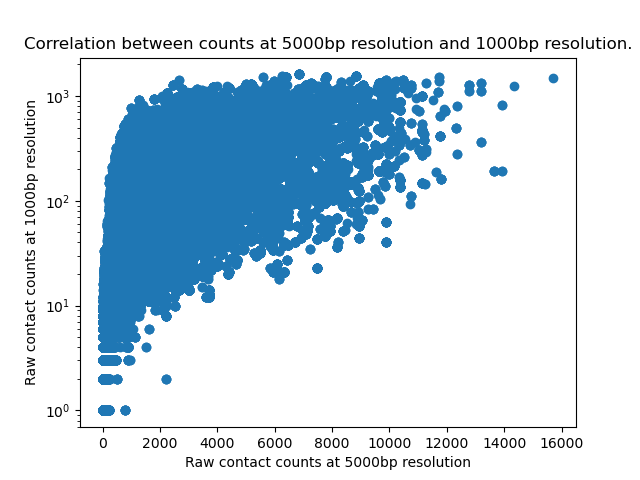 Correlation between counts at 5000bp resolution and 1000bp resolution.
Raw contact counts at 1000bp resolution
10³
10²
10¹
10⁰
0 2000 4000 6000 8000 10000 12000 14000 16000
Raw contact counts at 5000bp resolution